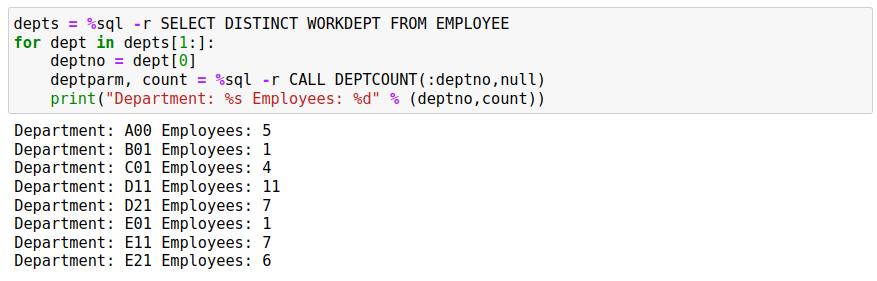 depts = %sql -r SELECT DISTINCT WORKDEPT FROM EMPLOYEE
for dept in depts[1:]:
    deptno = dept[0]
    deptparm, count = %sql -r CALL DEPTCOUNT(:deptno,null)
    print("Department: %s Employees: %d" % (deptno,count))
Department: A00 Employees: 5
Department: B01 Employees: 1
Department: C01 Employees: 4
Department: D11 Employees: 11
Department: D21 Employees: 7
Department: E01 Employees: 1
Department: E11 Employees: 7
Department: E21 Employees: 6